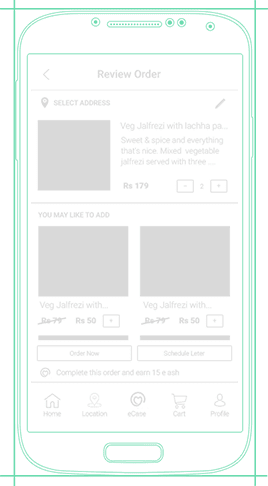 Review Order
SELECT ADDRESS
Veg Jalfrezi with lachha pa...
Sweet & spice and everything
that's nice. Mixed vegetable
jalfrezi served with three ....
Rs 179 - 2 +
YOU MAY LIKE TO ADD
Veg Jalfrezi with... Veg Jalfrezi with...
Rs 79 Rs 50 + Rs 79 Rs 50 +
Order Now Schedule Later
Complete this order and earn 15 e ash
Home Location eCase Cart Profile